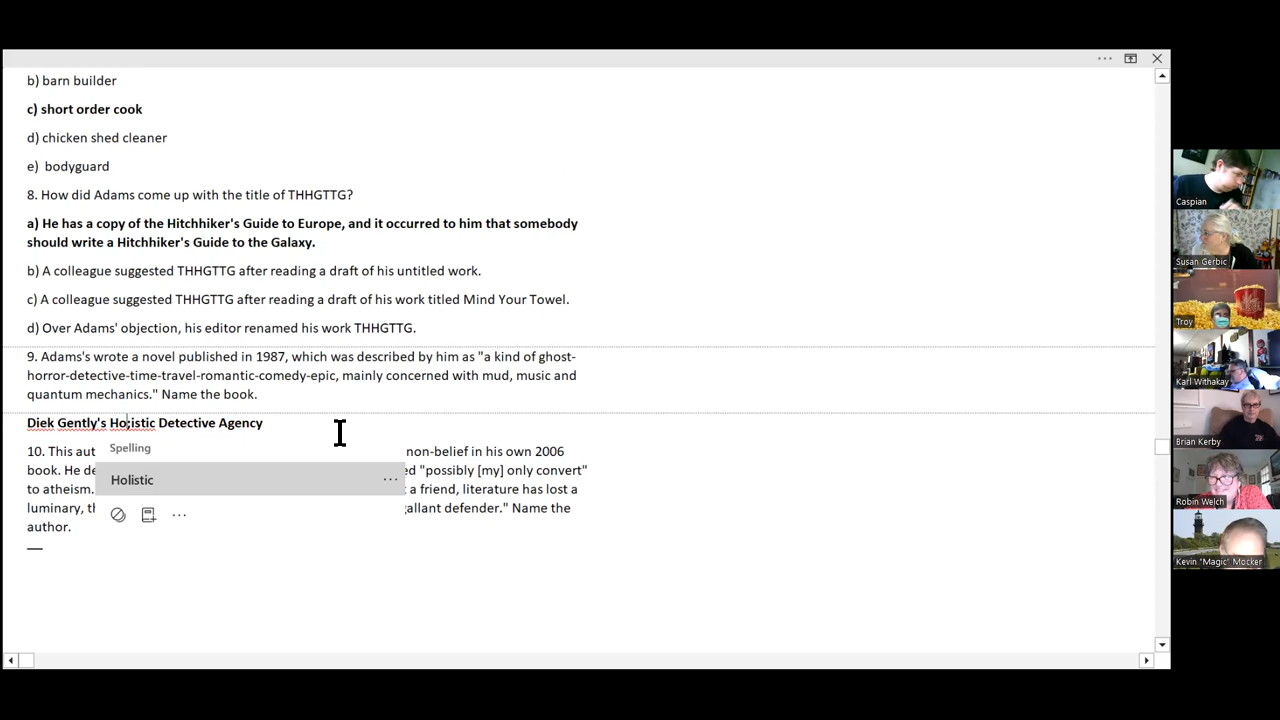 b) barn builder
c) short order cook
d) chicken shed cleaner
e) bodyguard
8. How did Adams come up with the title of THHGTTG?
a) He has a copy of the Hitchhiker's Guide to Europe, and it occurred to him that somebody
should write a Hitchhiker's Guide to the Galaxy.
b) A colleague suggested THHGTTG after reading a draft of his untitled work.
c) A colleague suggested THHGTTG after reading a draft of his work titled Mind Your Towel.
d) Over Adams' objection, his editor renamed his work THHGTTG.
9. Adams's wrote a novel published in 1987, which was described by him as "a kind of ghost-
horror-detective-time-travel-romantic-comedy-epic, mainly concerned with mud, music and
quantum mechanics." Name the book.
Diek Gently's Holistic Detective Agency
Spelling
Holistic
10. This aut non-belief in his own 2006
book. He de ed "possibly [my] only convert"
to atheism. a friend, literature has lost a
luminary, th gallant defender." Name the
author.
Caspian
Susan Gerbic
Troy
Karl Withakay
Brian Kerby
Robin Welch
Kevin "Magic" Mocker